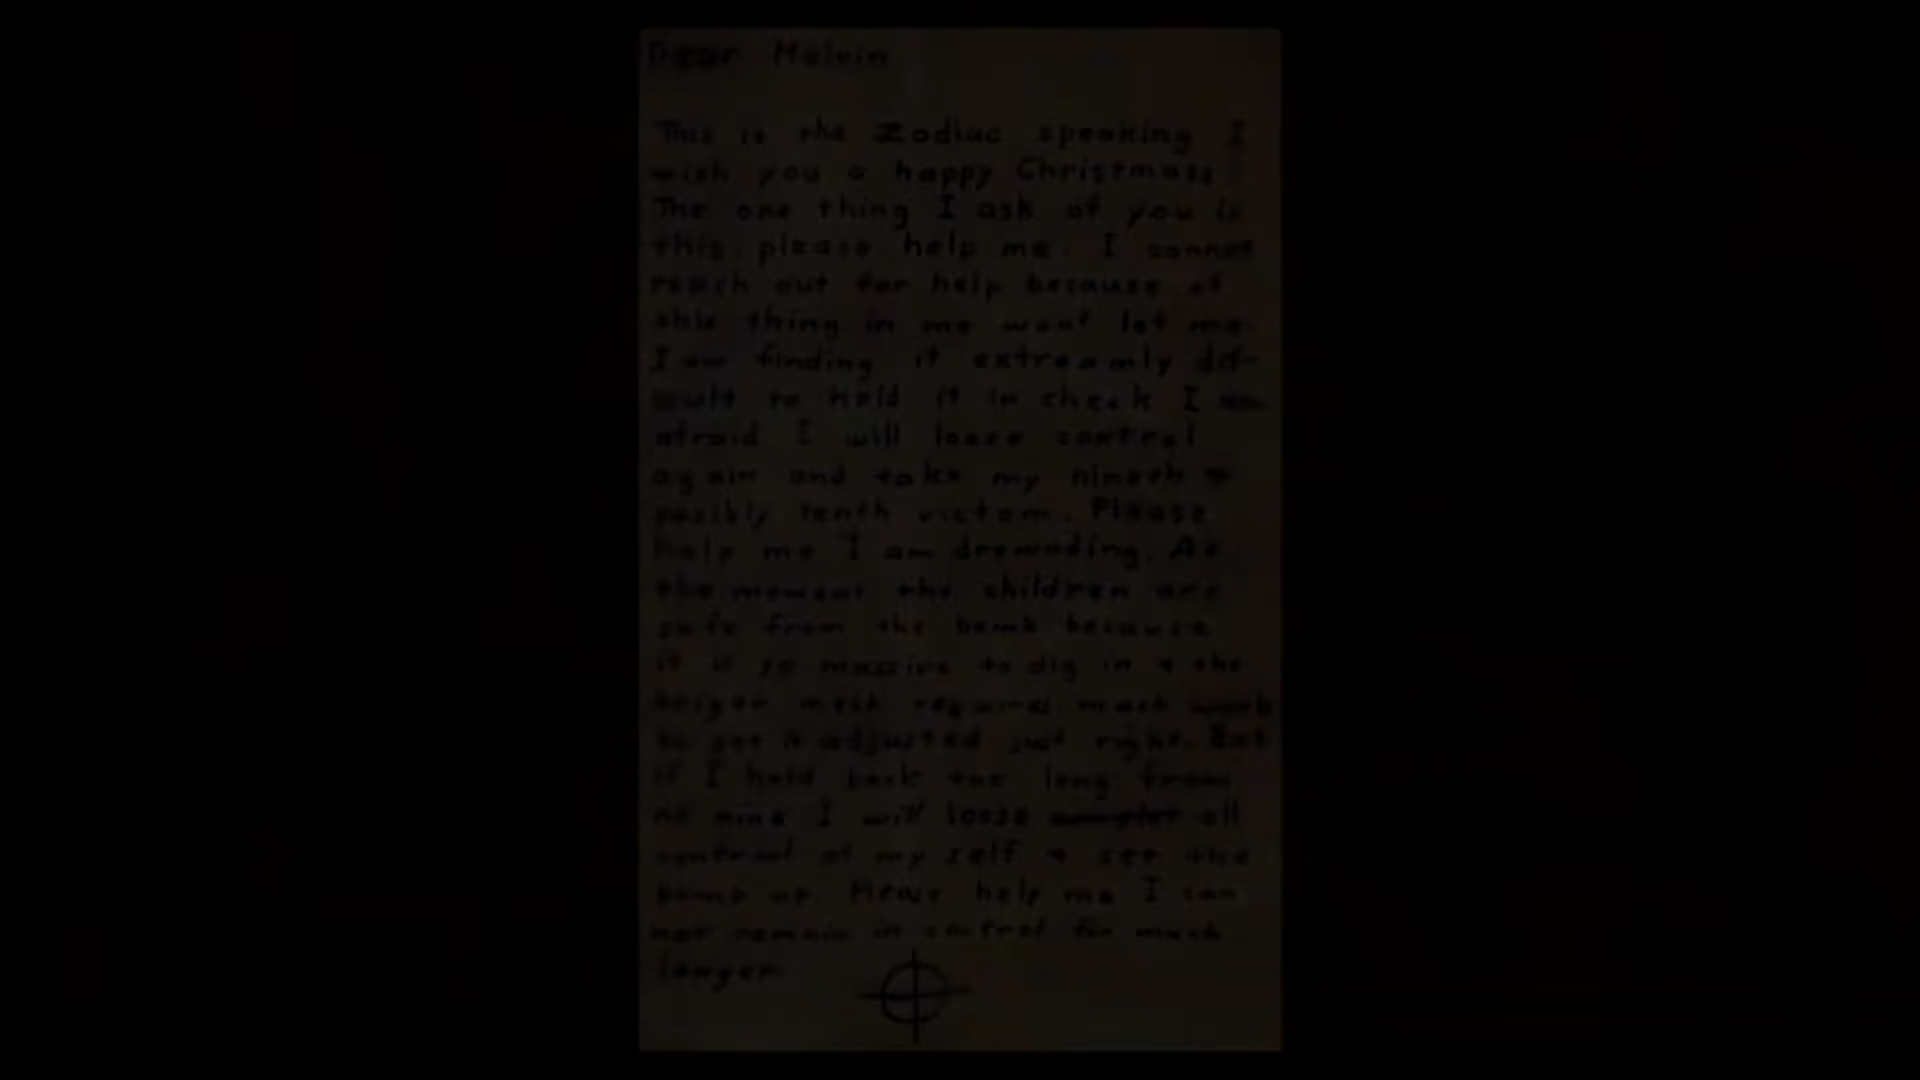 Dear Melvin
This is the Zodiac speaking I
wish you a happy Christmass
The one thing I ask of you is
this, please help me. I cannot
reach out for help because of
this thing in me wont let me.
I am finding it extreamly dif-
icult to hold it in check I am
afraid I will loose control
again and take my nineth +
posibly tenth victom. Please
help me I am drownding. At
the moment the children are
safe from the bomb because
it is so massive to dig in + the
triger mech requires much work
to get it adjusted just right. But
if I hold back too long from
no nine I will loose all
control of my self + set the
bomb up. Please help me I can
not remain in control for much
longer